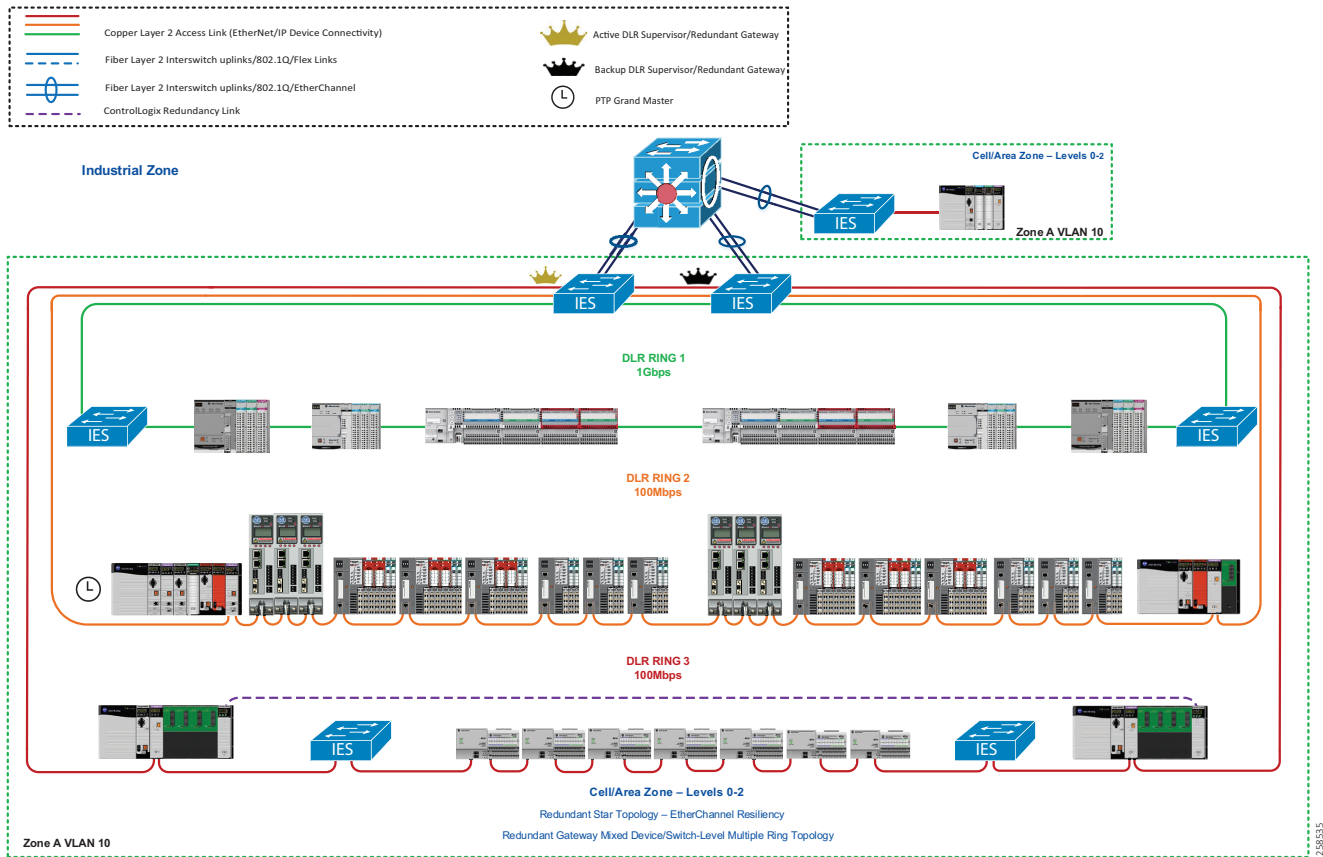 Copper Layer 2 Access Link (EtherNet/IP Device Connectivity)
Fiber Layer 2 Interswitch uplinks/802.1Q/Flex Links
Fiber Layer 2 Interswitch uplinks/802.1Q/EtherChannel
ControlLogix Redundancy Link
Active DLR Supervisor/Redundant Gateway
Backup DLR Supervisor/Redundant Gateway
PTP Grand Master
Industrial Zone
Cell/Area Zone – Levels 0-2
IES
Zone A VLAN 10
IES
IES
DLR RING 1
1Gbps
IES
IES
DLR RING 2
100Mbps
DLR RING 3
100Mbps
IES
IES
Cell/Area Zone – Levels 0-2
Redundant Star Topology – EtherChannel Resiliency
Redundant Gateway Mixed Device/Switch-Level Multiple Ring Topology
Zone A VLAN 10
258535